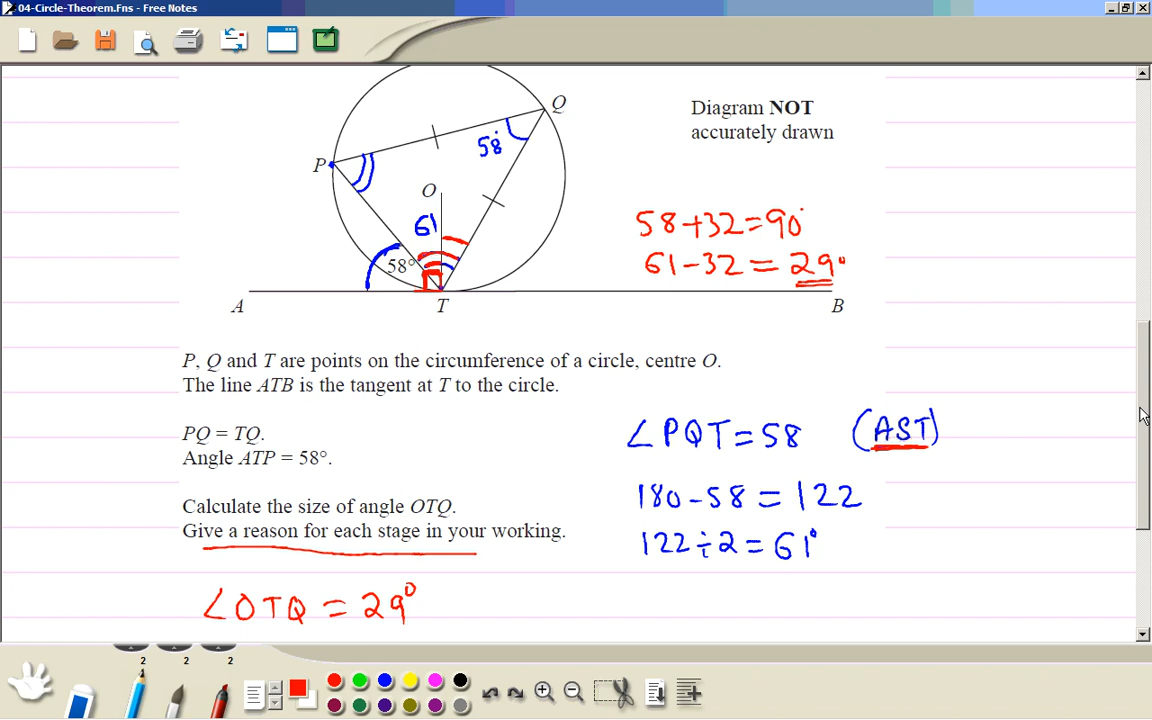 04-Circle-Theorem.Fns - Free Notes
Q
Diagram NOT
accurately drawn
58°
P
O
61
58+32=90°
61-32=29°
58°
A
T
B
P, Q and T are points on the circumference of a circle, centre O.
The line ATB is the tangent at T to the circle.
PQ = TQ.
Angle ATP = 58°.
∠PQT=58 (AST)
180-58=122
Calculate the size of angle OTQ.
Give a reason for each stage in your working.
122÷2=61°
∠OTQ=29°
2
2
2